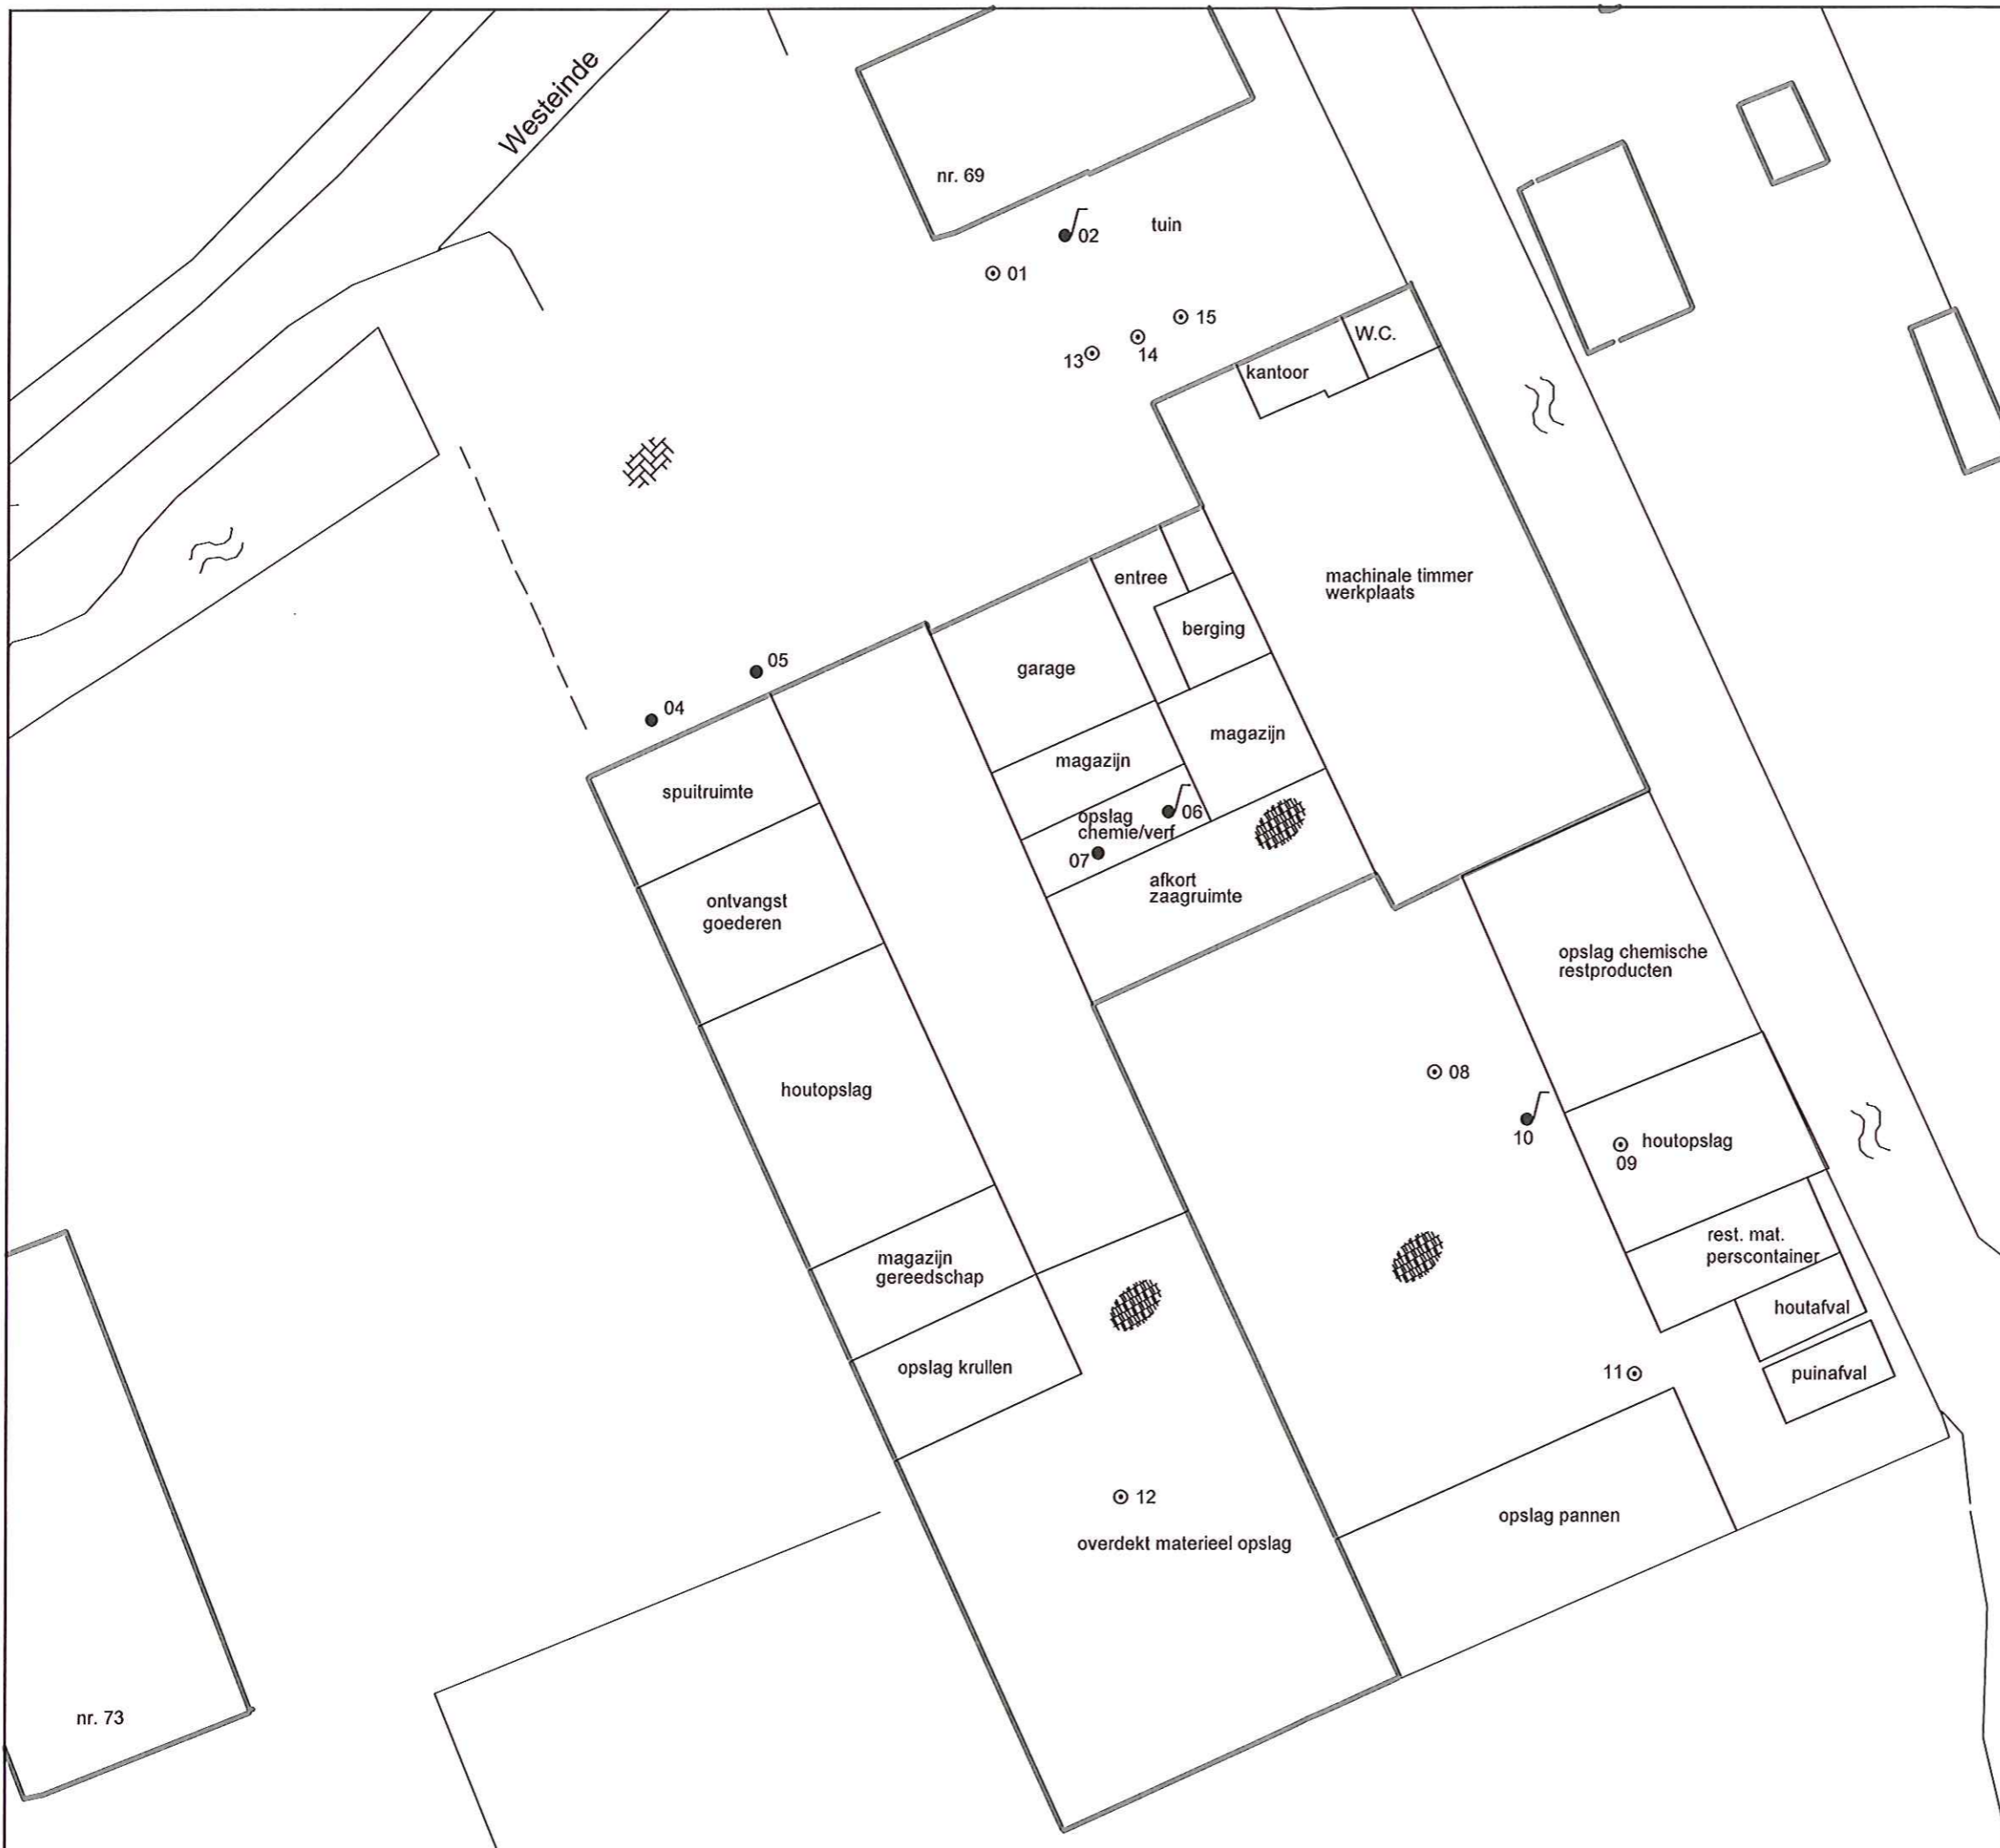 Westeinde
nr. 69
02
tuin
01
15
14
13
W.C.
kantoor
machinale timmer
werkplaats
entree
berging
garage
05
04
magazijn
magazijn
spuitruimte
06
opslag
chemie/verf
07
afkort
zaagruimte
ontvangst
goederen
opslag chemische
restproducten
08
houtopslag
10
houtopslag
09
rest. mat.
perscontainer
magazijn
gereedschap
houtafval
opslag krullen
11
puinafval
12
opslag pannen
overdekt materieel opslag
nr. 73